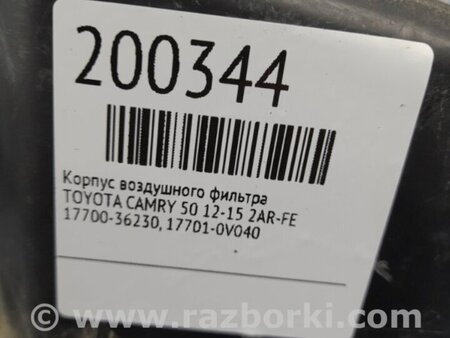 200344
Корпус воздушного фильтра
TOYOTA CAMRY 50 12-15 2AR-FE
17700-36230, 17701-0V040
www.razborki.com